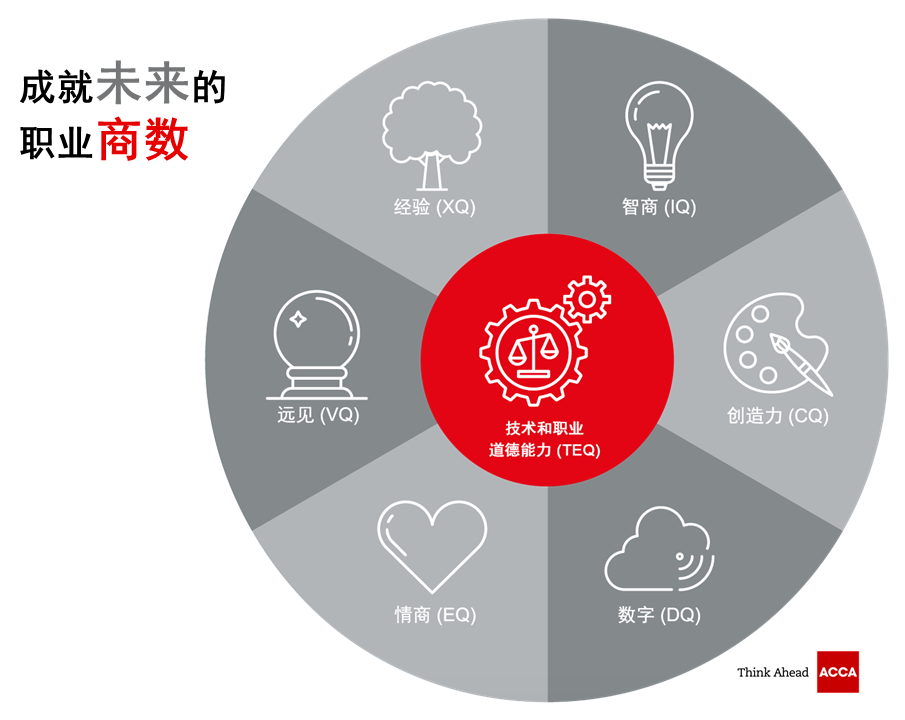 成就未来的
职业商数
经验 (XQ)
智商 (IQ)
远见 (VQ)
技术和职业
道德能力 (TEQ)
创造力 (CQ)
情商 (EQ)
数字 (DQ)
Think Ahead ACCA